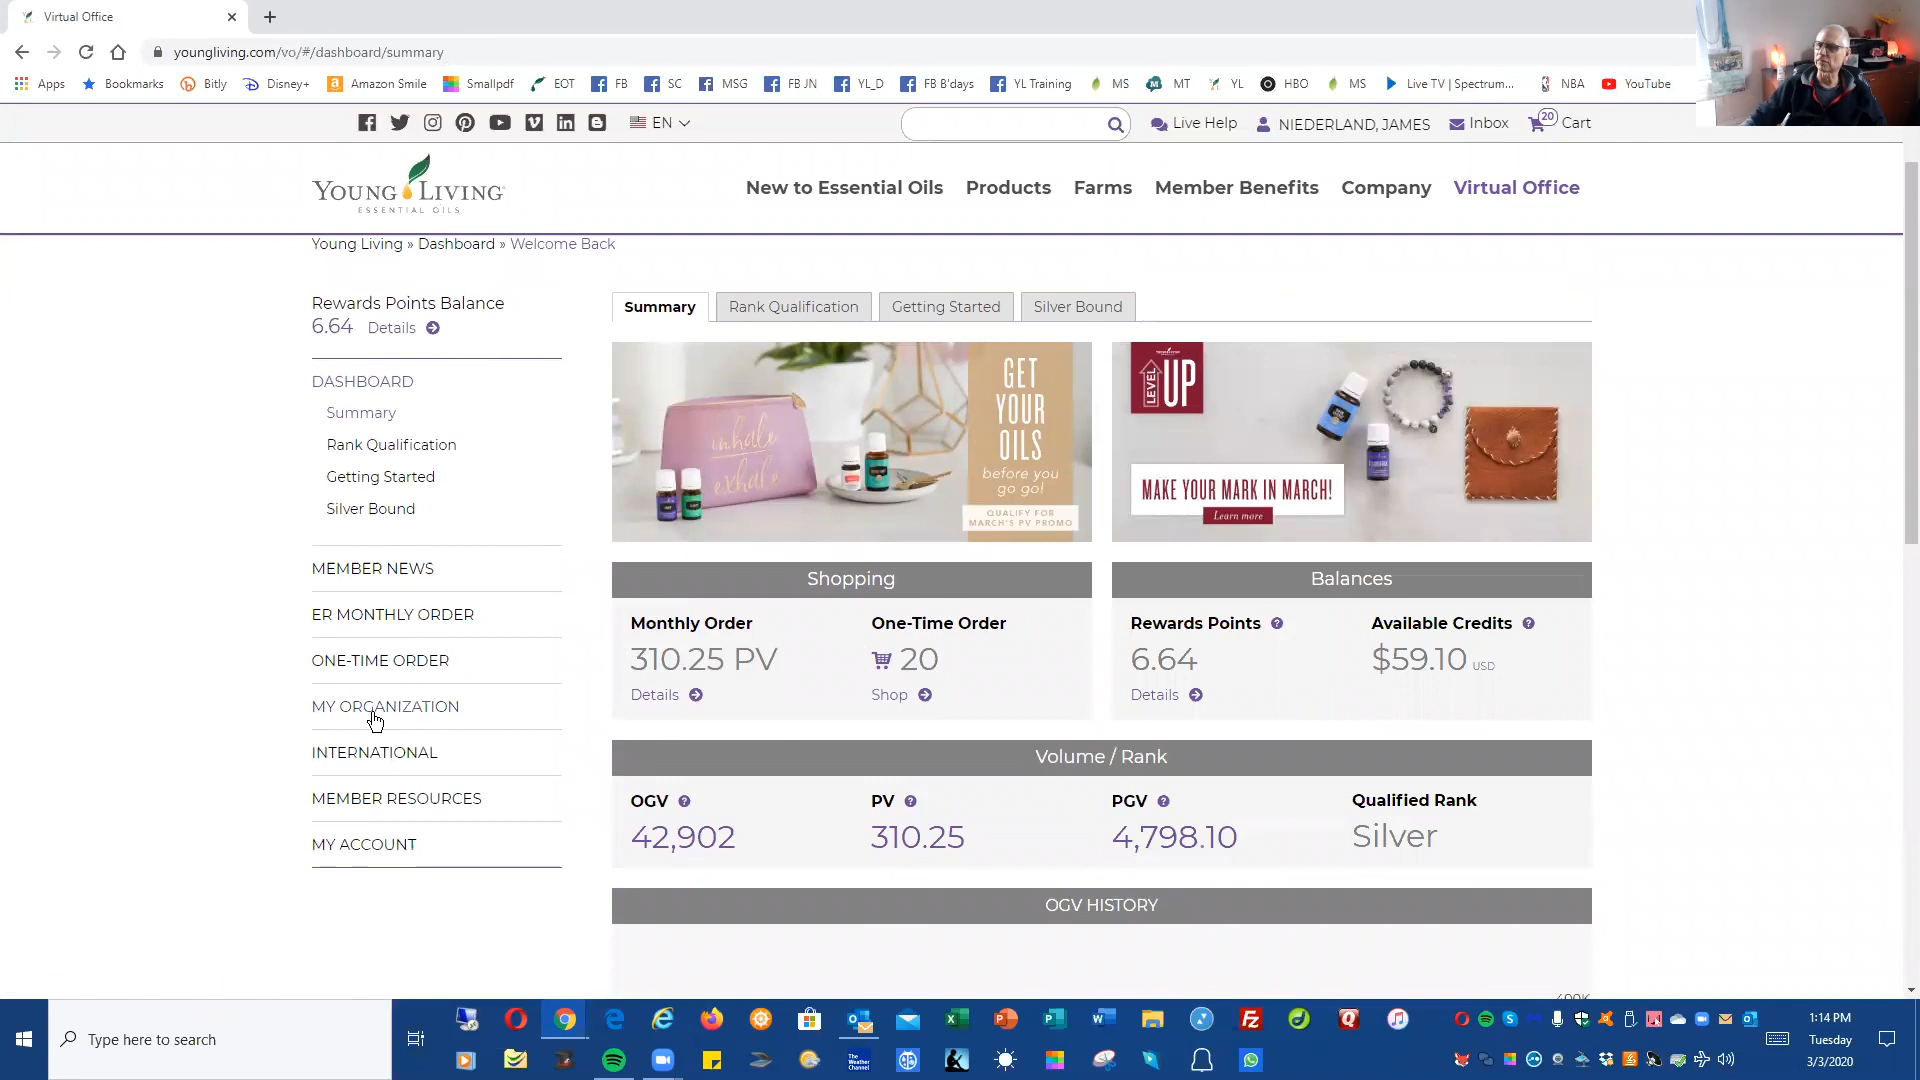 Virtual Office
youngliving.com/vo/#/dashboard/summary
Apps Bookmarks Bitly Disney+ Amazon Smile Smallpdf EOT FB SC MSG FB JN YL_D FB B'days YL Training MS MT YL HBO MS Live TV | Spectrum... NBA YouTube
EN Live Help NIEDERLAND, JAMES Inbox 20 Cart
YOUNG LIVING
ESSENTIAL OILS
New to Essential Oils Products Farms Member Benefits Company Virtual Office
Young Living » Dashboard » Welcome Back
Rewards Points Balance
6.64 Details
DASHBOARD
Summary
Rank Qualification
Getting Started
Silver Bound
MEMBER NEWS
ER MONTHLY ORDER
ONE-TIME ORDER
MY ORGANIZATION
INTERNATIONAL
MEMBER RESOURCES
MY ACCOUNT
Summary Rank Qualification Getting Started Silver Bound
inhale
exhale
GET
YOUR
OILS
before you
go go!
QUALIFY FOR
MARCH'S PV PROMO
LEVEL UP
MAKE YOUR MARK IN MARCH!
Learn more
Shopping
Monthly Order One-Time Order
310.25 PV 20
Details Shop
Balances
Rewards Points Available Credits
6.64 $59.10 USD
Details
Volume / Rank
OGV PV PGV Qualified Rank
42,902 310.25 4,798.10 Silver
OGV HISTORY
400K
Type here to search
The Weather Channel
1:14 PM
Tuesday
3/3/2020